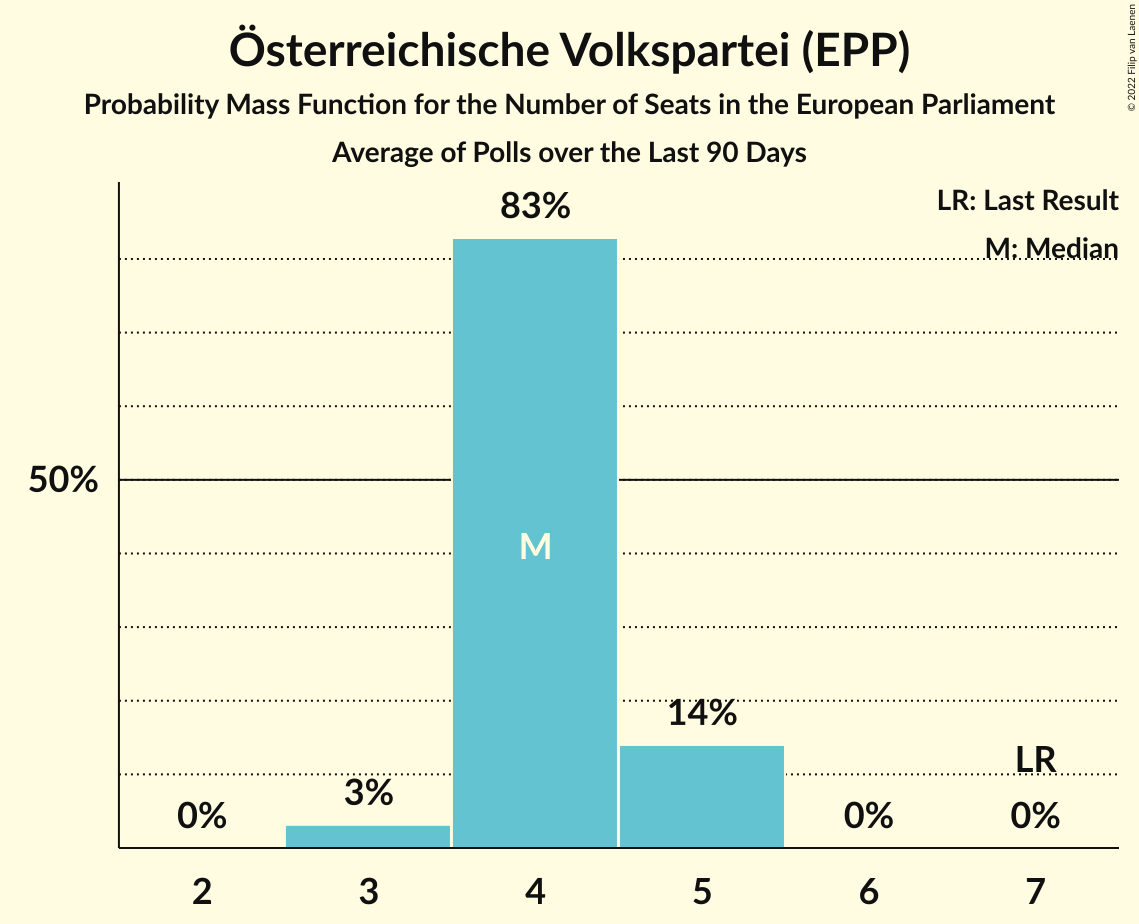 Österreichische Volkspartei (EPP)
Probability Mass Function for the Number of Seats in the European Parliament
Average of Polls over the Last 90 Days
© 2022 Filip van Laenen
LR: Last Result
M: Median
83%
50%
M
14%
LR
3%
0%
0%
0%
2
3
4
5
6
7